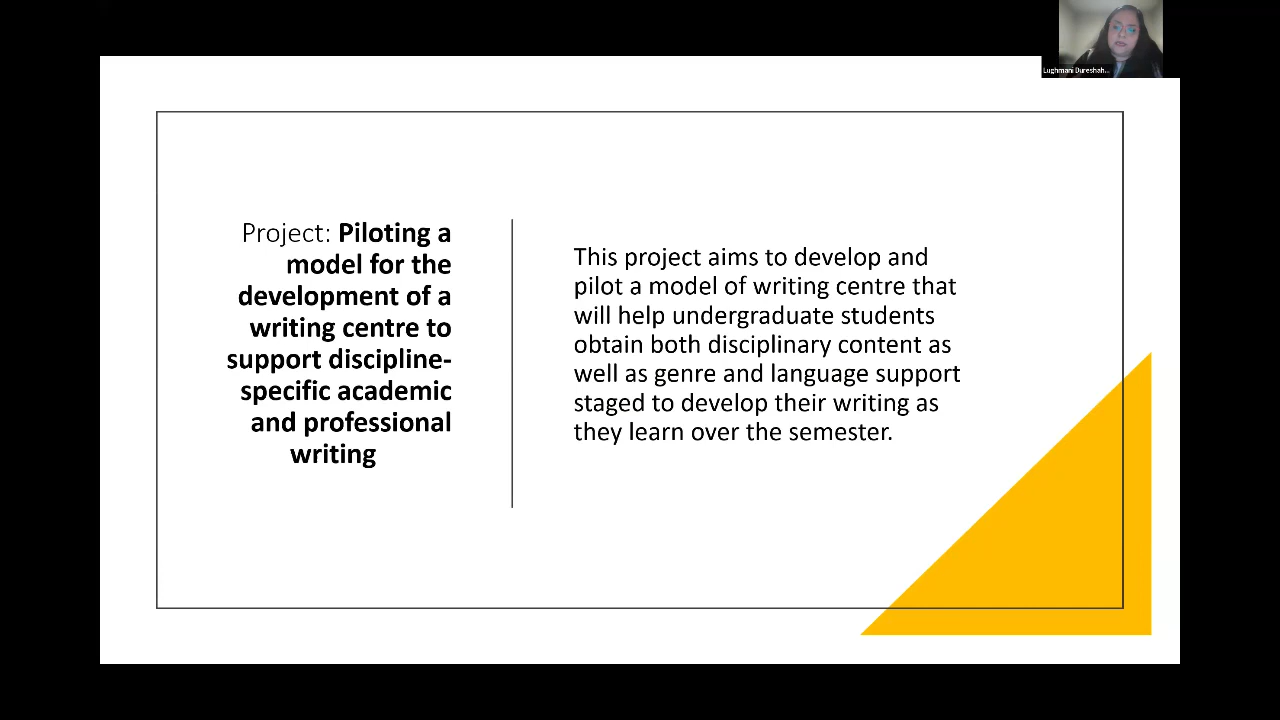 Lughmani Dureshah...
Project: Piloting a
model for the
development of a
writing centre to
support discipline-
specific academic
and professional
writing
This project aims to develop and
pilot a model of writing centre that
will help undergraduate students
obtain both disciplinary content as
well as genre and language support
staged to develop their writing as
they learn over the semester.